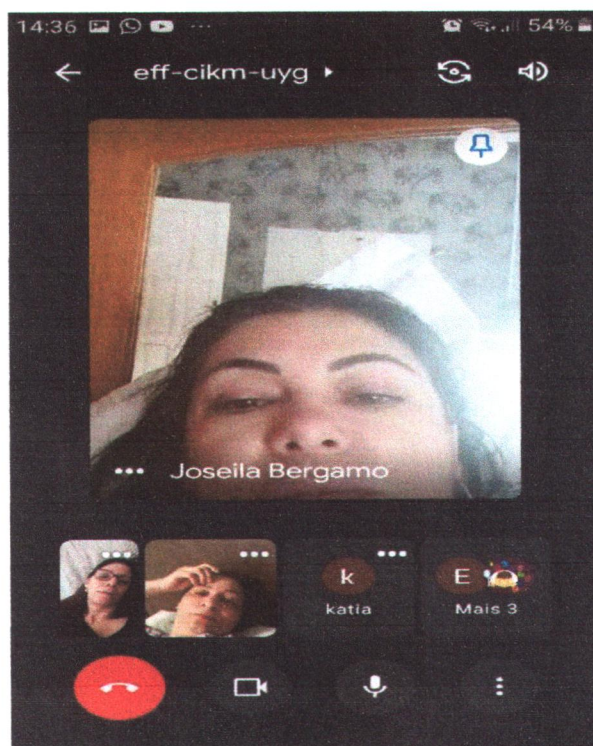 14:36 54%
eff-cikm-uyg
Joseila Bergamo
k E
katia Mais 3